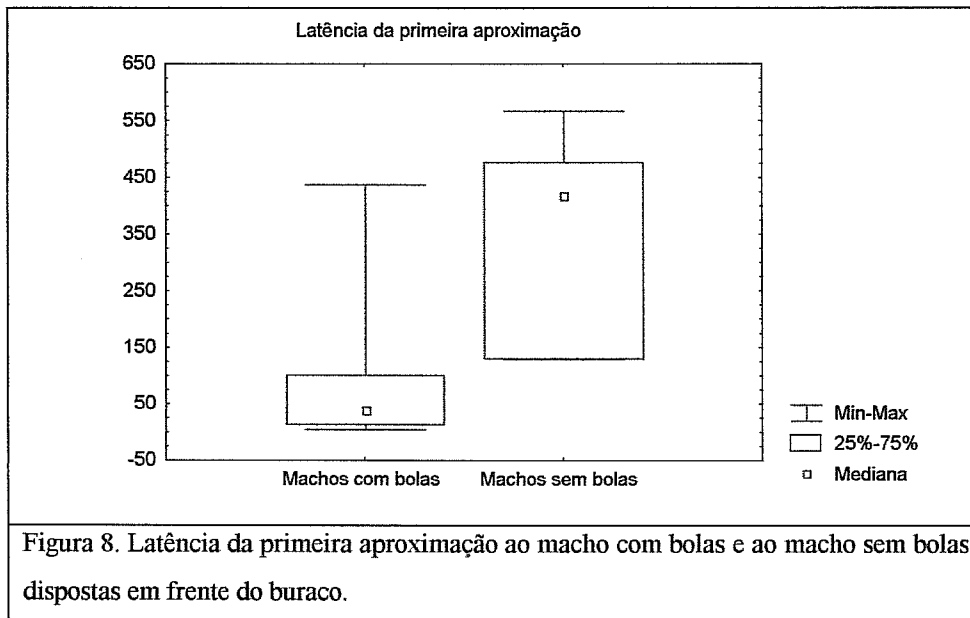 Latência da primeira aproximação
650
550
450
350
250
150
50
-50
Machos com bolas
Machos sem bolas
Min-Max
25%-75%
Mediana
Figura 8. Latência da primeira aproximação ao macho com bolas e ao macho sem bolas
dispostas em frente do buraco.